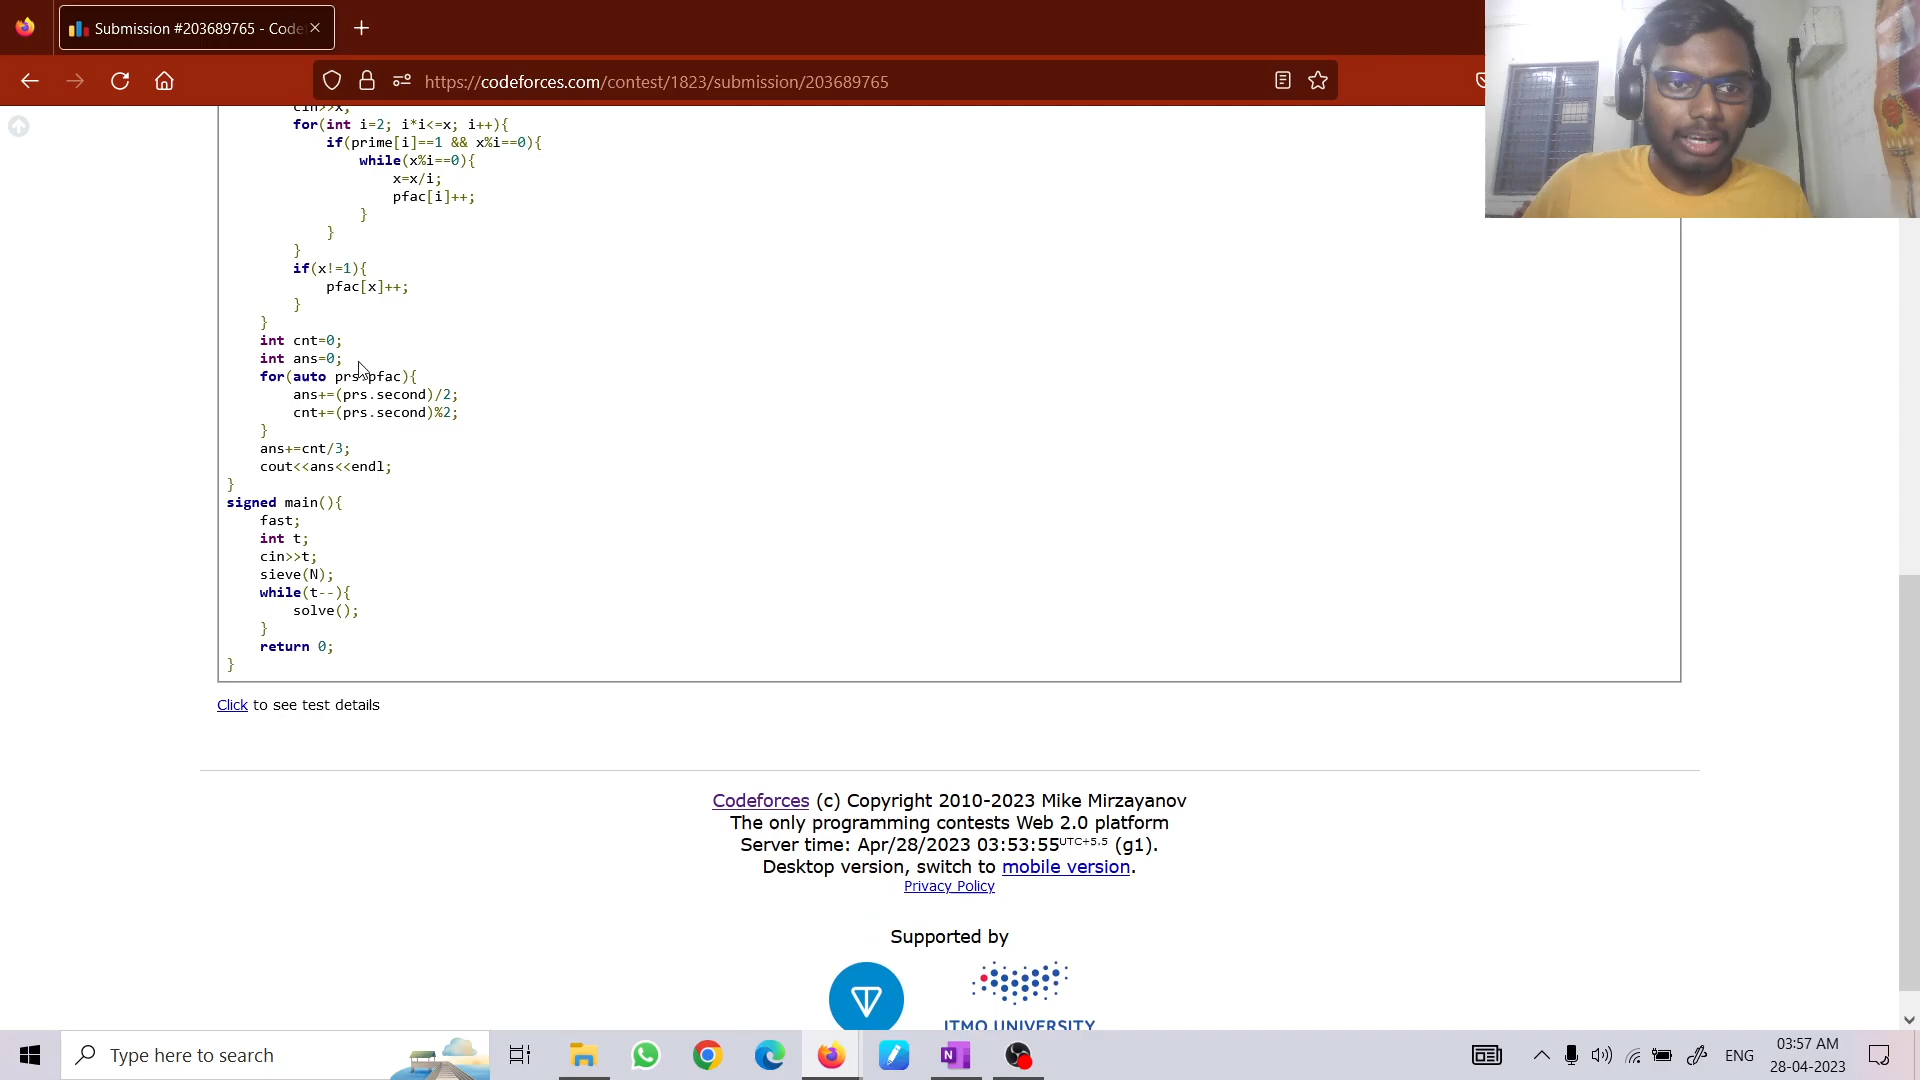 Submission #203689765 - Code
https://codeforces.com/contest/1823/submission/203689765
cin>>x;
for(int i=2; i*i<=x; i++){
if(prime[i]==1 && x%i==0){
while(x%i==0){
x=x/i;
pfac[i]++;
}
}
}
if(x!=1){
pfac[x]++;
}
}
int cnt=0;
int ans=0;
for(auto prs:pfac){
ans+=(prs.second)/2;
cnt+=(prs.second)%2;
}
ans+=cnt/3;
cout<<ans<<endl;
}
signed main(){
fast;
int t;
cin>>t;
sieve(N);
while(t--){
solve();
}
return 0;
}
Click to see test details
Codeforces (c) Copyright 2010-2023 Mike Mirzayanov
The only programming contests Web 2.0 platform
Server time: Apr/28/2023 03:53:55UTC+5.5 (g1).
Desktop version, switch to mobile version.
Privacy Policy
Supported by
ITMO UNIVERSITY
Type here to search
N
ENG
03:57 AM
28-04-2023